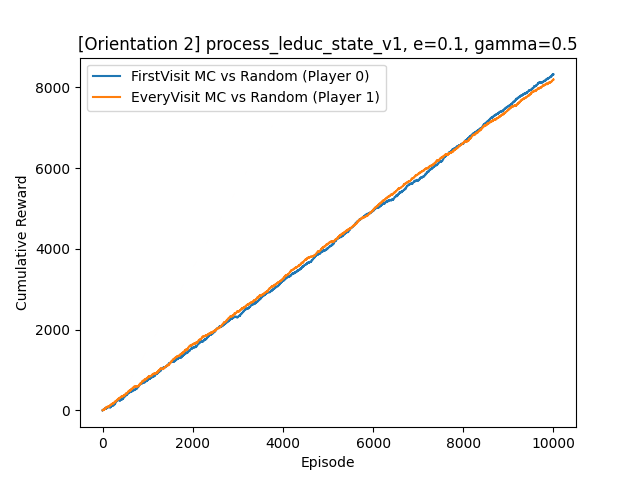 [Orientation 2] process_leduc_state_v1, e=0.1, gamma=0.5
FirstVisit MC vs Random (Player 0)
EveryVisit MC vs Random (Player 1)
Cumulative Reward
8000
6000
4000
2000
0
0 2000 4000 6000 8000 10000
Episode